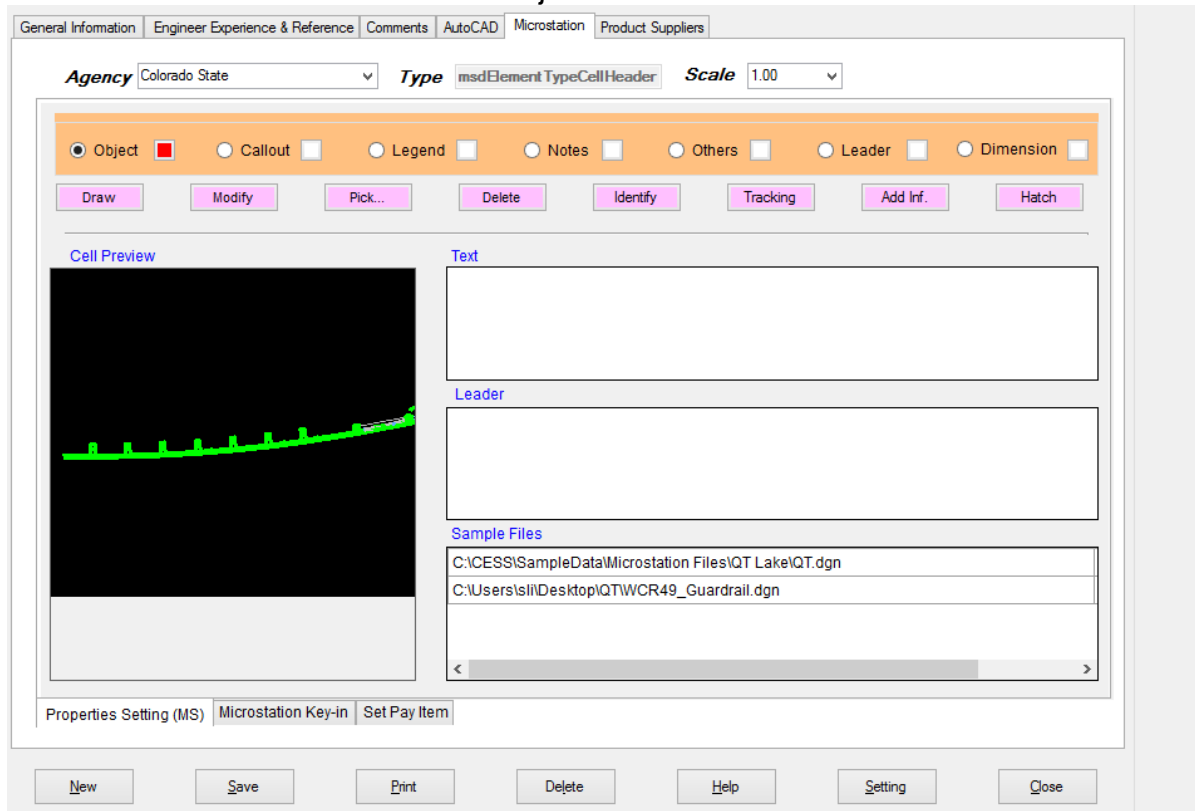 General Information Engineer Experience & Reference Comments AutoCAD Microstation Product Suppliers
Agency Colorado State Type msdElementTypeCellHeader Scale 1.00
Object Callout Legend Notes Others Leader Dimension
Draw Modify Pick... Delete Identify Tracking Add Inf. Hatch
Cell Preview Text
Leader
Sample Files
C:\CESS\SampleData\Microstation Files\QT Lake\QT.dgn
C:\Users\sli\Desktop\QT\WCR49_Guardrail.dgn
Properties Setting (MS) Microstation Key-in Set Pay Item
New Save Print Delete Help Setting Close